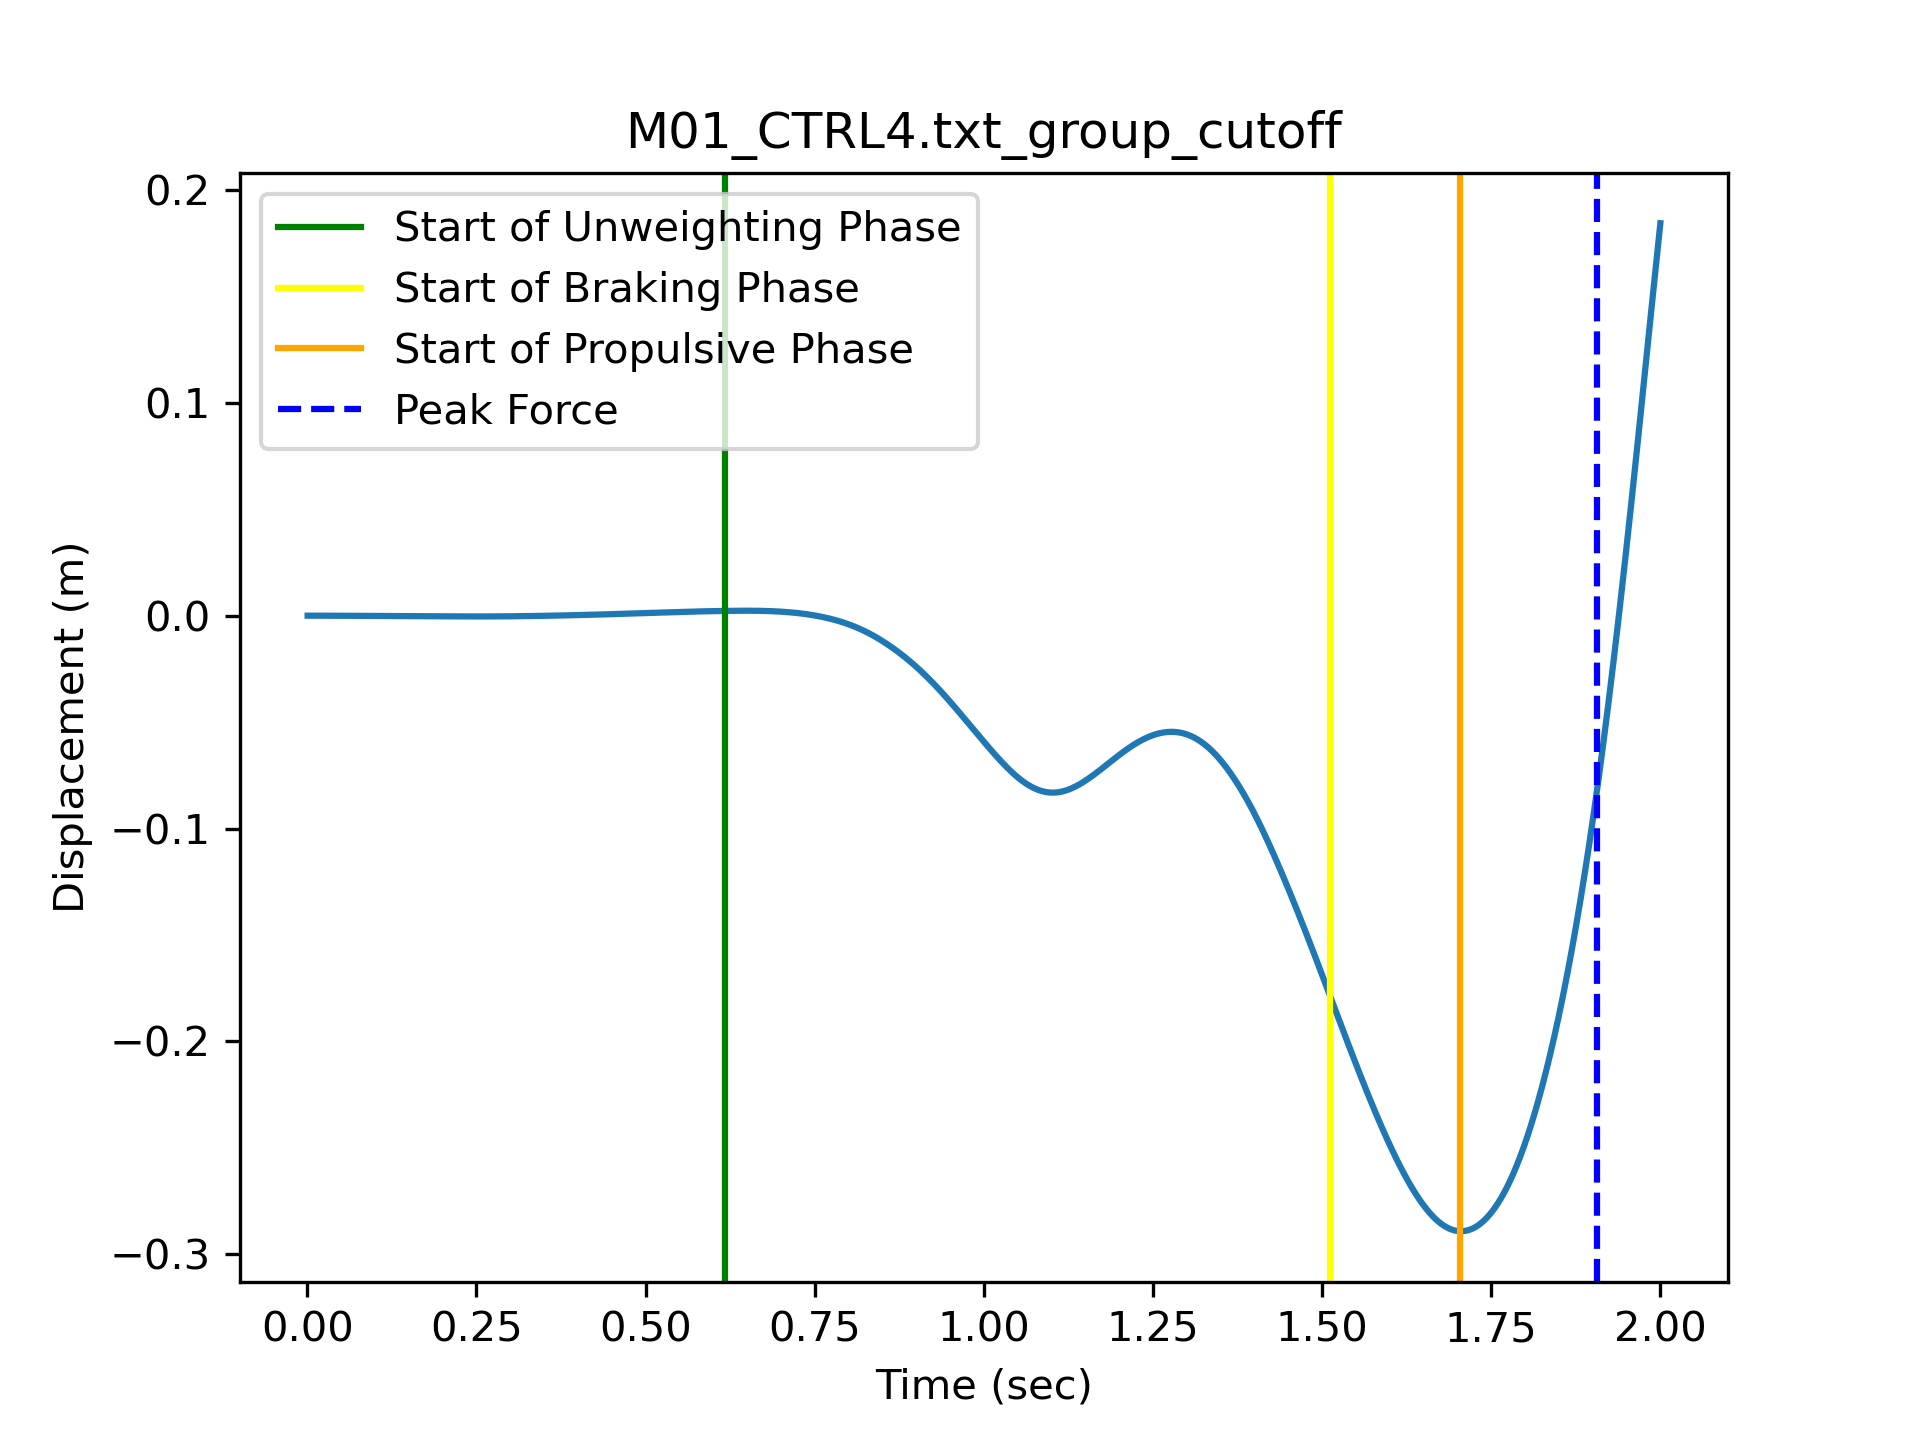 M01_CTRL4.txt_group_cutoff
Start of Unweighting Phase
Start of Braking Phase
Start of Propulsive Phase
Peak Force
0.2
0.1
0.0
−0.1
−0.2
−0.3
Displacement (m)
0.00 0.25 0.50 0.75 1.00 1.25 1.50 1.75 2.00
Time (sec)